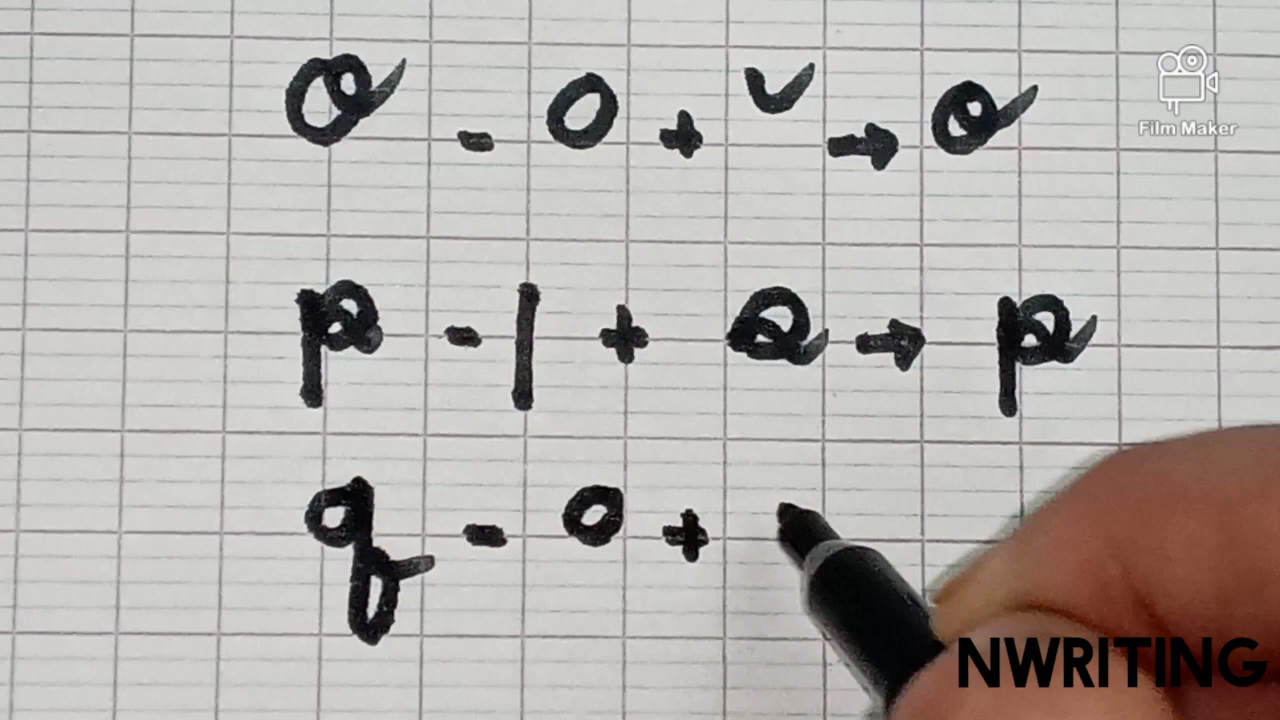 o - o + ᴗ → o
Film Maker
p - | + Q → p
q - o +
NWRITING